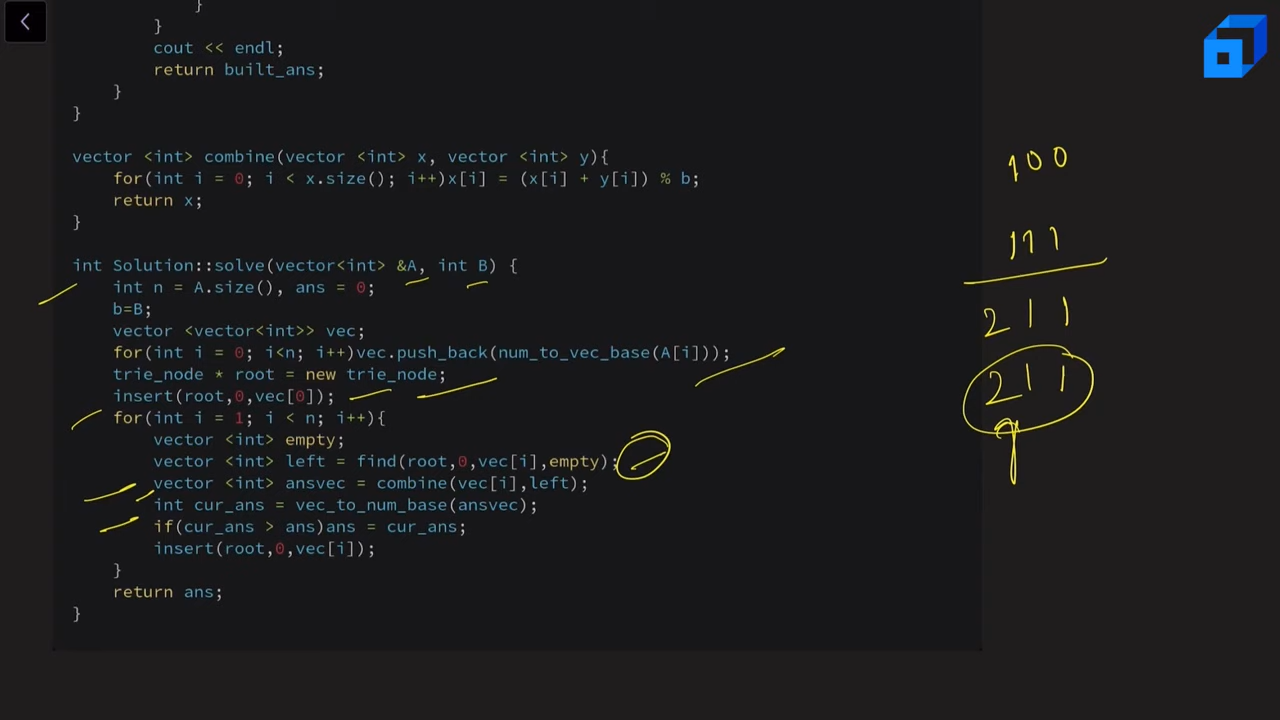 }
}
cout << endl;
return built_ans;
}
}
vector <int> combine(vector <int> x, vector <int> y){
for(int i = 0; i < x.size(); i++)x[i] = (x[i] + y[i]) % b;
return x;
}
int Solution::solve(vector<int> &A, int B) {
int n = A.size(), ans = 0;
b=B;
vector <vector<int>> vec;
for(int i = 0; i<n; i++)vec.push_back(num_to_vec_base(A[i]));
trie_node * root = new trie_node;
insert(root,0,vec[0]);
for(int i = 1; i < n; i++){
vector <int> empty;
vector <int> left = find(root,0,vec[i],empty);
vector <int> ansvec = combine(vec[i],left);
int cur_ans = vec_to_num_base(ansvec);
if(cur_ans > ans)ans = cur_ans;
insert(root,0,vec[i]);
}
return ans;
}
100
111
211
211